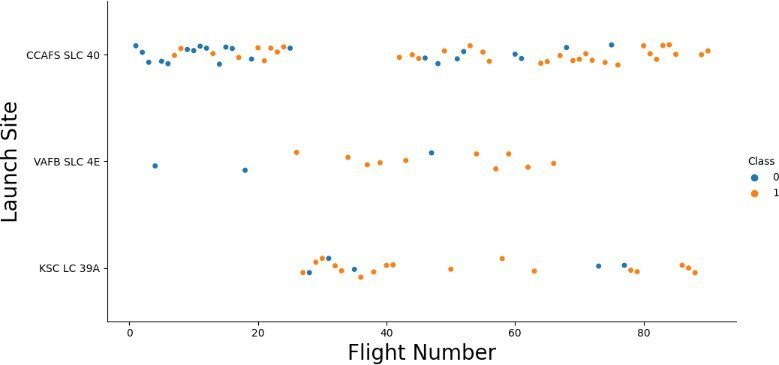 CCAFS SLC 40
VAFB SLC 4E
KSC LC 39A
Launch Site
0 20 40 60 80
Flight Number
Class
0
1